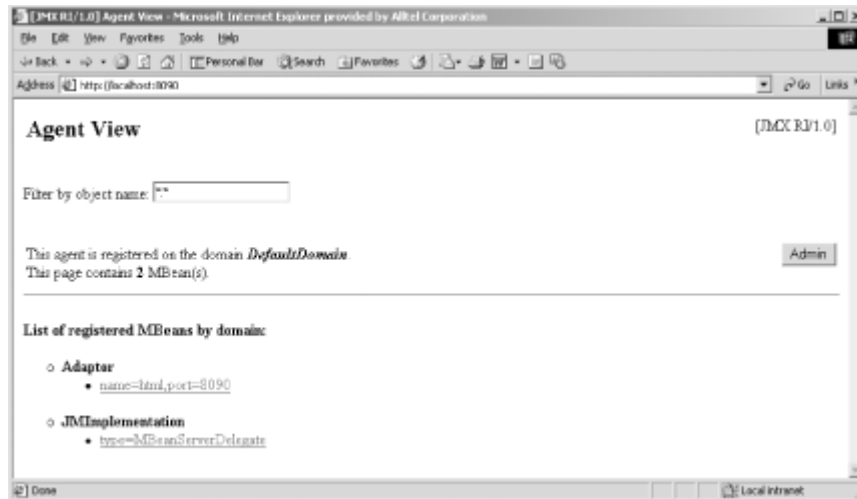 [JMX RI/1.0] Agent View - Microsoft Internet Explorer provided by Alltel Corporation
File Edit View Favorites Tools Help
Back Personal Bar Search Favorites
Address http://localhost:8090 Go Links
Agent View [JMX RI/1.0]
Filter by object name: *:*
This agent is registered on the domain DefaultDomain.
This page contains 2 MBean(s).
Admin
List of registered MBeans by domain:
Adaptor
name=html,port=8090
JMImplementation
type=MBeanServerDelegate
Done Local intranet